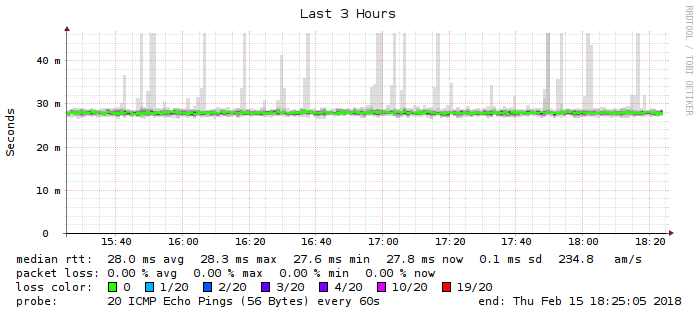 Last 3 Hours
RRDTOOL / TOBI OETIKER
Seconds
40 m
30 m
20 m
10 m
0
15:40 16:00 16:20 16:40 17:00 17:20 17:40 18:00 18:20
median rtt: 28.0 ms avg 28.3 ms max 27.6 ms min 27.8 ms now 0.1 ms sd 234.8 am/s
packet loss: 0.00 % avg 0.00 % max 0.00 % min 0.00 % now
loss color: 0 1/20 2/20 3/20 4/20 10/20 19/20
probe: 20 ICMP Echo Pings (56 Bytes) every 60s end: Thu Feb 15 18:25:05 2018